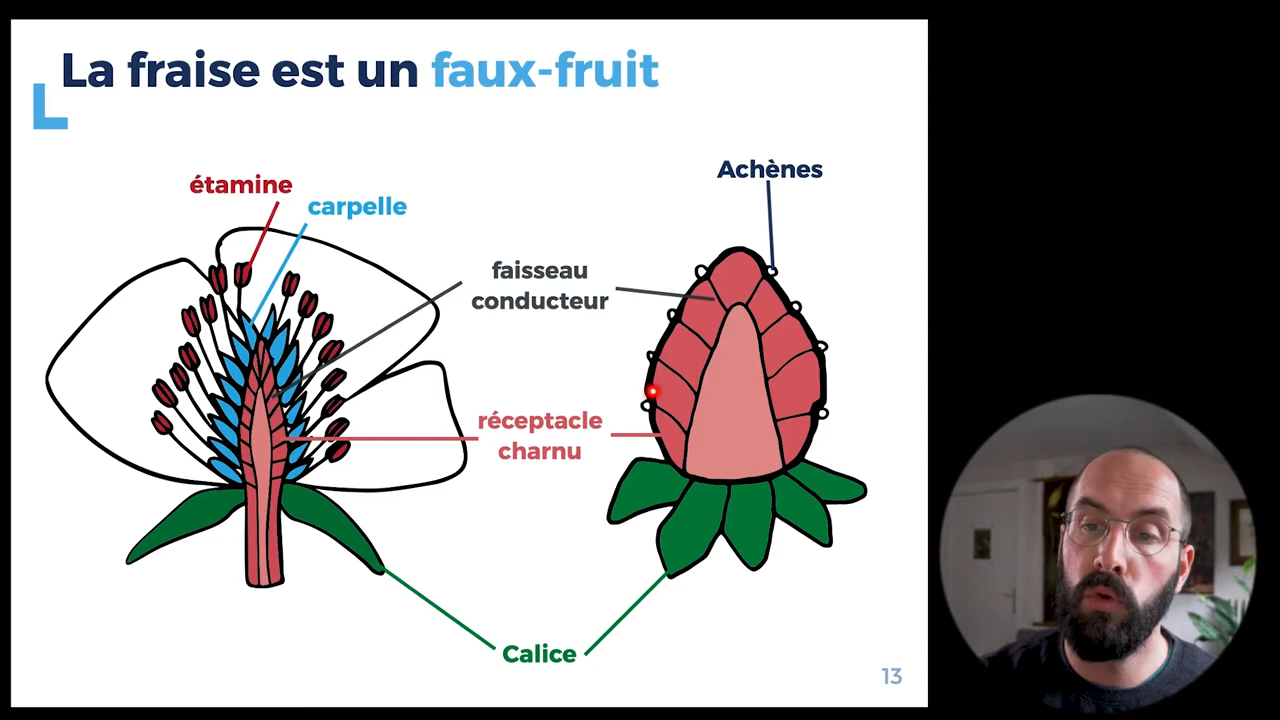 La fraise est un faux-fruit
Achènes
étamine
carpelle
faisseau
conducteur
réceptacle
charnu
Calice
13